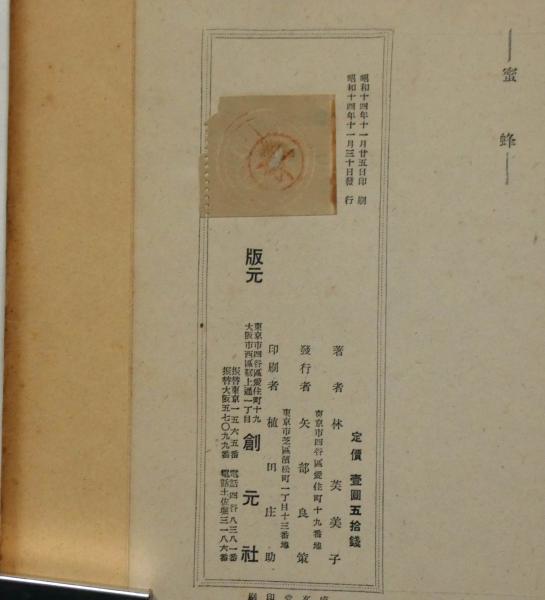 蜜蜂
昭和十四年十一月廿五日印刷
昭和十四年十一月三十日發行
定價 壹圓五拾錢
著者 林芙美子
東京市四谷區愛住町十九番地
發行者 矢部良策
東京市芝區濱松町一丁目十三番地
印刷者 植田庄助
版元
東京市四谷區愛住町十九
大阪市西區靱上通一丁目
創元社
振替東京一五六五番 電話四谷八三八一番
振替大阪五七〇九九番 電話土佐堀三一八六番
印刷